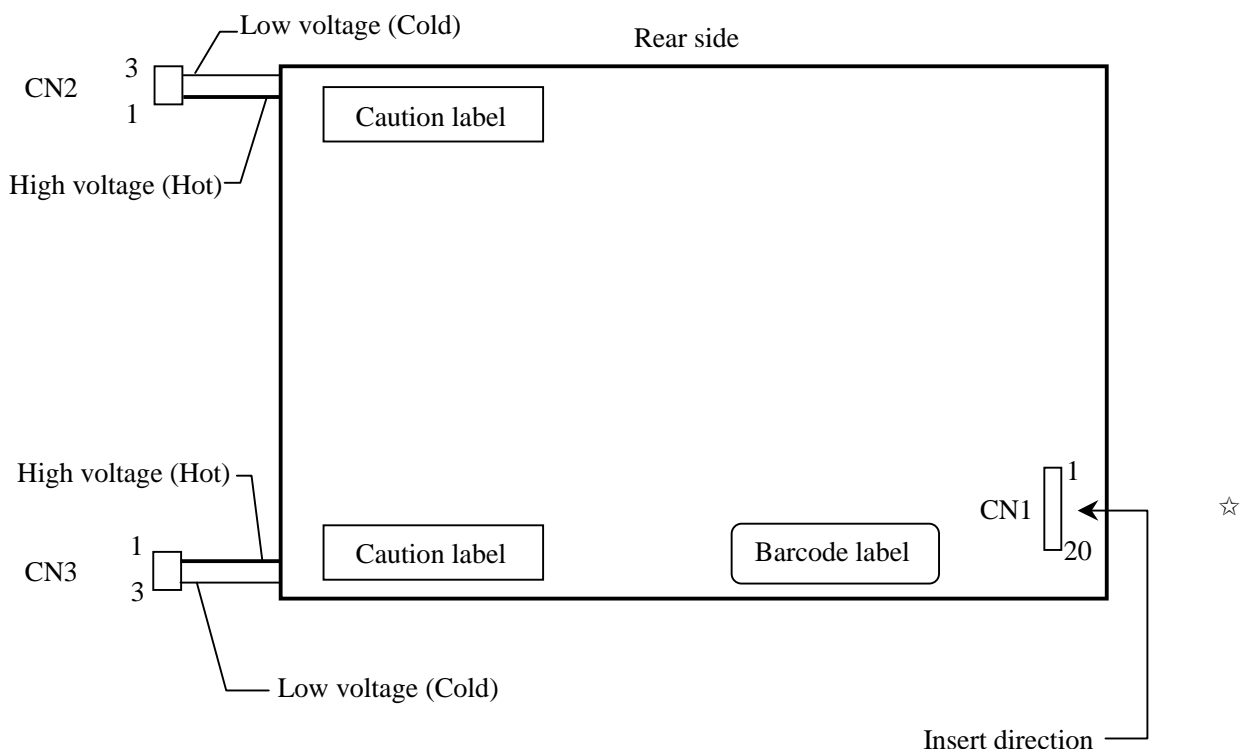 Low voltage (Cold)
Rear side
3
CN2
1
Caution label
High voltage (Hot)
High voltage (Hot)
1
CN1
☆
20
1
CN3
3
Caution label
Barcode label
Low voltage (Cold)
Insert direction